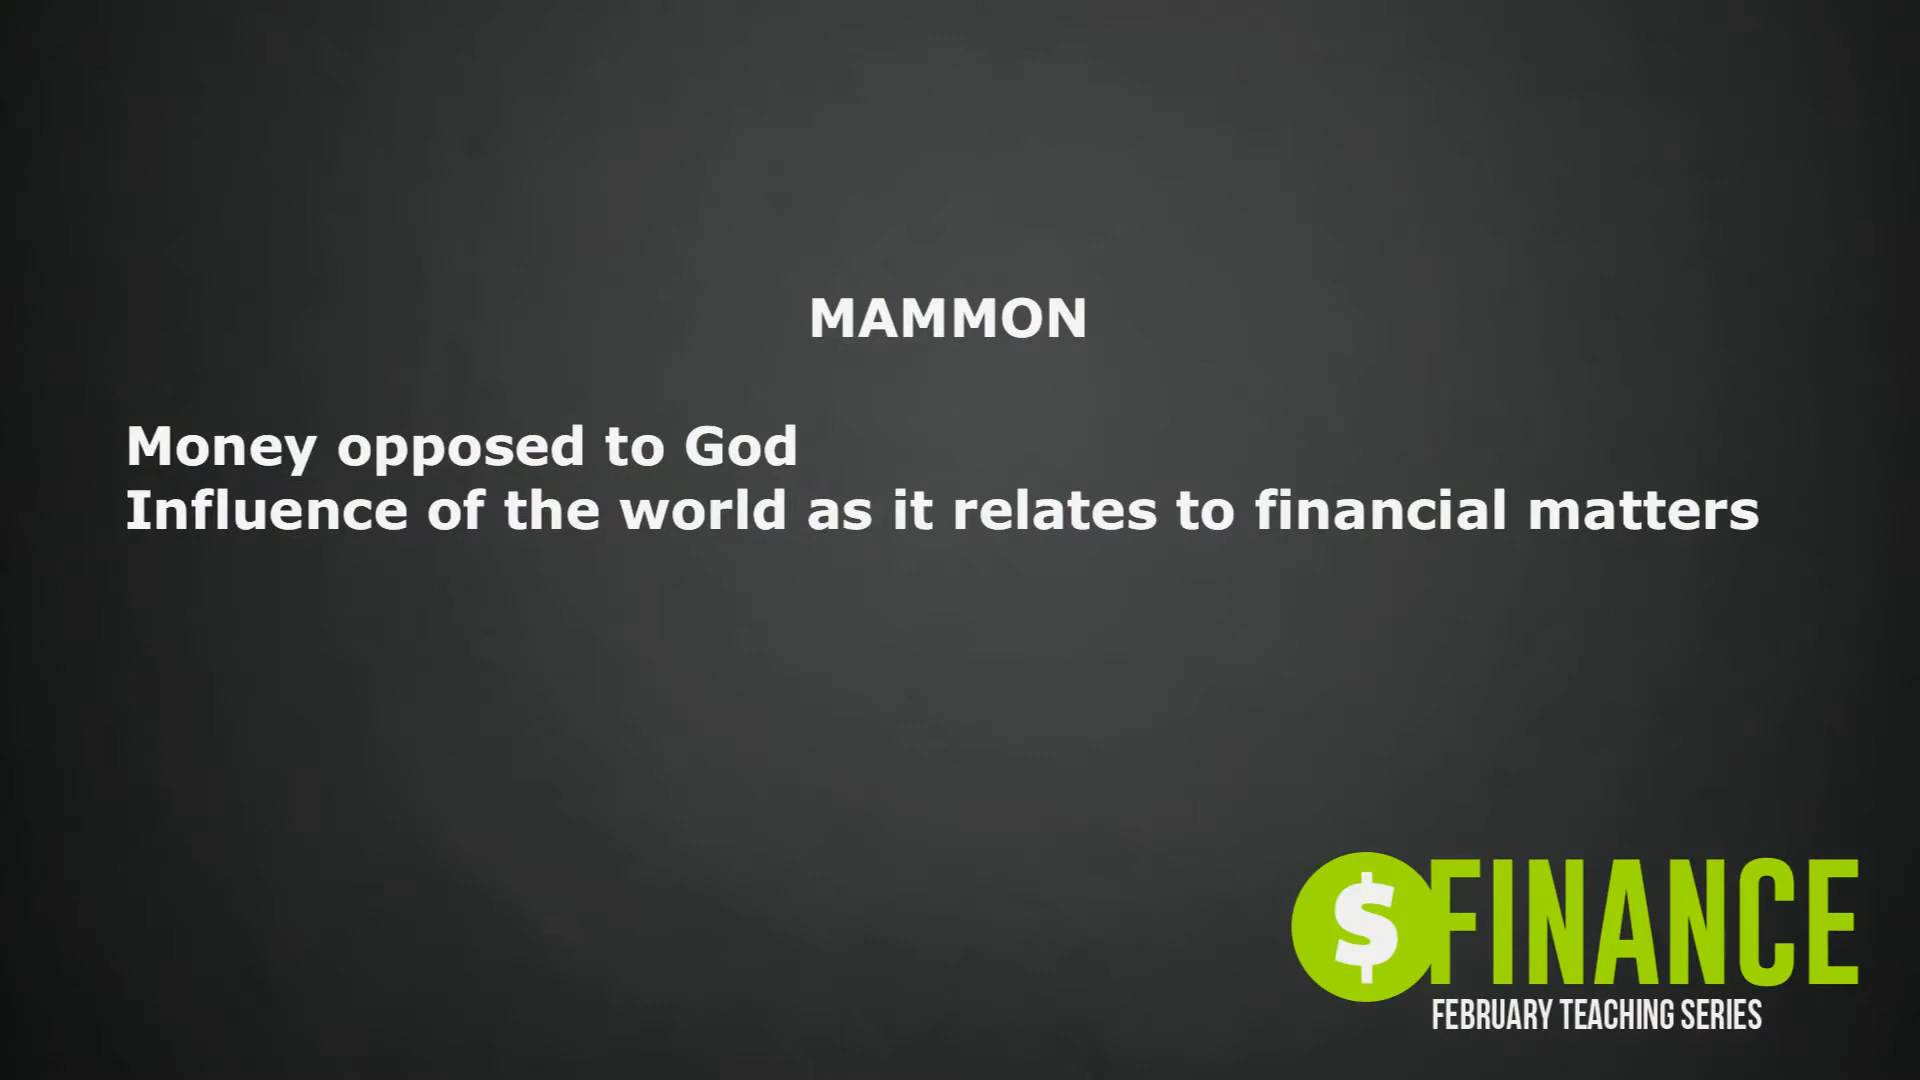 MAMMON
Money opposed to God
Influence of the world as it relates to financial matters
$FINANCE
FEBRUARY TEACHING SERIES